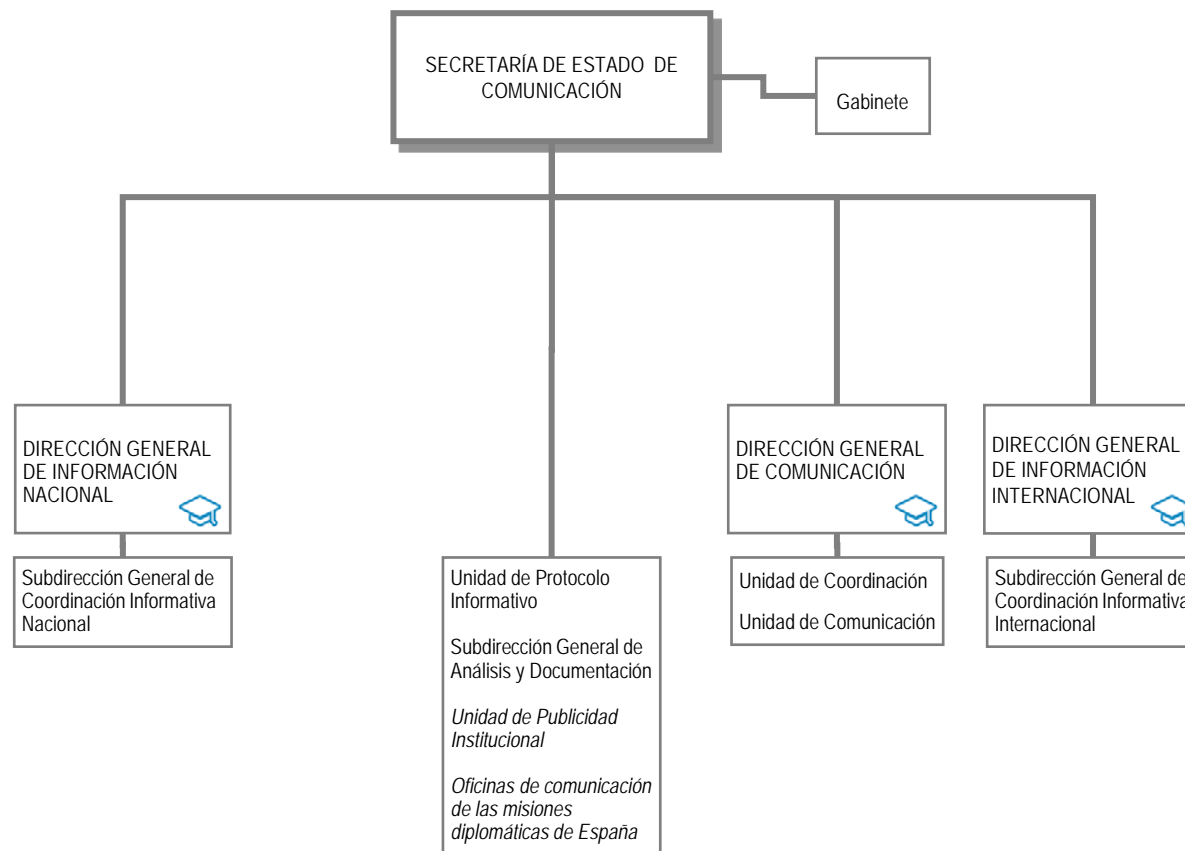 SECRETARÍA DE ESTADO DE
COMUNICACIÓN
Gabinete
DIRECCIÓN GENERAL
DE INFORMACIÓN
NACIONAL
Subdirección General de
Coordinación Informativa
Nacional
Unidad de Protocolo
Informativo
Subdirección General de
Análisis y Documentación
Unidad de Publicidad
Institucional
Oficinas de comunicación
de las misiones
diplomáticas de España
DIRECCIÓN GENERAL
DE COMUNICACIÓN
Unidad de Coordinación
Unidad de Comunicación
DIRECCIÓN GENERAL
DE INFORMACIÓN
INTERNACIONAL
Subdirección General de
Coordinación Informativa
Internacional